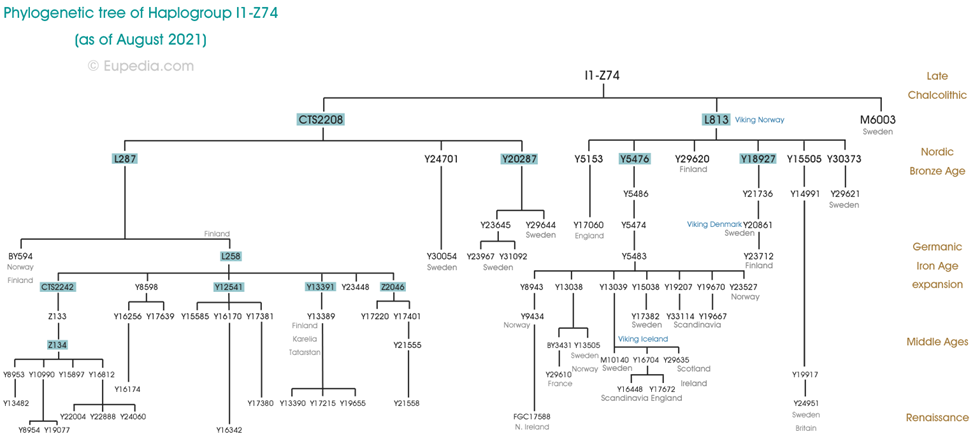 Phylogenetic tree of Haplogroup I1-Z74
(as of August 2021)
© Eupedia.com
I1-Z74
Late
Chalcolithic
CTS2208 L813 Viking Norway M6003
Sweden
L287 Y24701 Y20287 Y5153 Y5476 Y29620 Y18927 Y15505 Y30373
Finland
Nordic
Bronze Age
Y5486 Y21736 Y14991 Y29621
Sweden
Y23645 Y29644 Y17060 Y5474 Viking Denmark Y20861
Sweden England Sweden
Finland
BY594 L258 Y30054 Y23967 Y31092 Y5483 Y23712
Norway Sweden Sweden Finland
Finland
Germanic
Iron Age
expansion
CTS2242 Y8598 Y12541 Y13391 Y23448 Z2046 Y8943 Y13038 Y13039 Y15038 Y19207 Y19670 Y23527
Norway
Z133 Y16256 Y17639 Y15585 Y16170 Y17381 Y13389 Y17220 Y17401 Y9434 Y17382 Y33114 Y19667
Finland Norway Sweden Scandinavia
Karelia
Tatarstan
Viking Iceland
Z134 Y21555 BY3431 Y13505
Sweden
Norway
Middle Ages
M10140 Y16704 Y29635
Sweden Scotland
Ireland
Y8953 Y10990 Y15897 Y16812 Y29610 Y19917
France
Y16174 Y16448 Y17672
Scandinavia England
Y13482 Y17380 Y13390 Y17215 Y19655 Y21558 Y24951
Sweden
Britain
Y22004 Y22888 Y24060 FGC17588
N. Ireland
Renaissance
Y8954 Y19077 Y16342